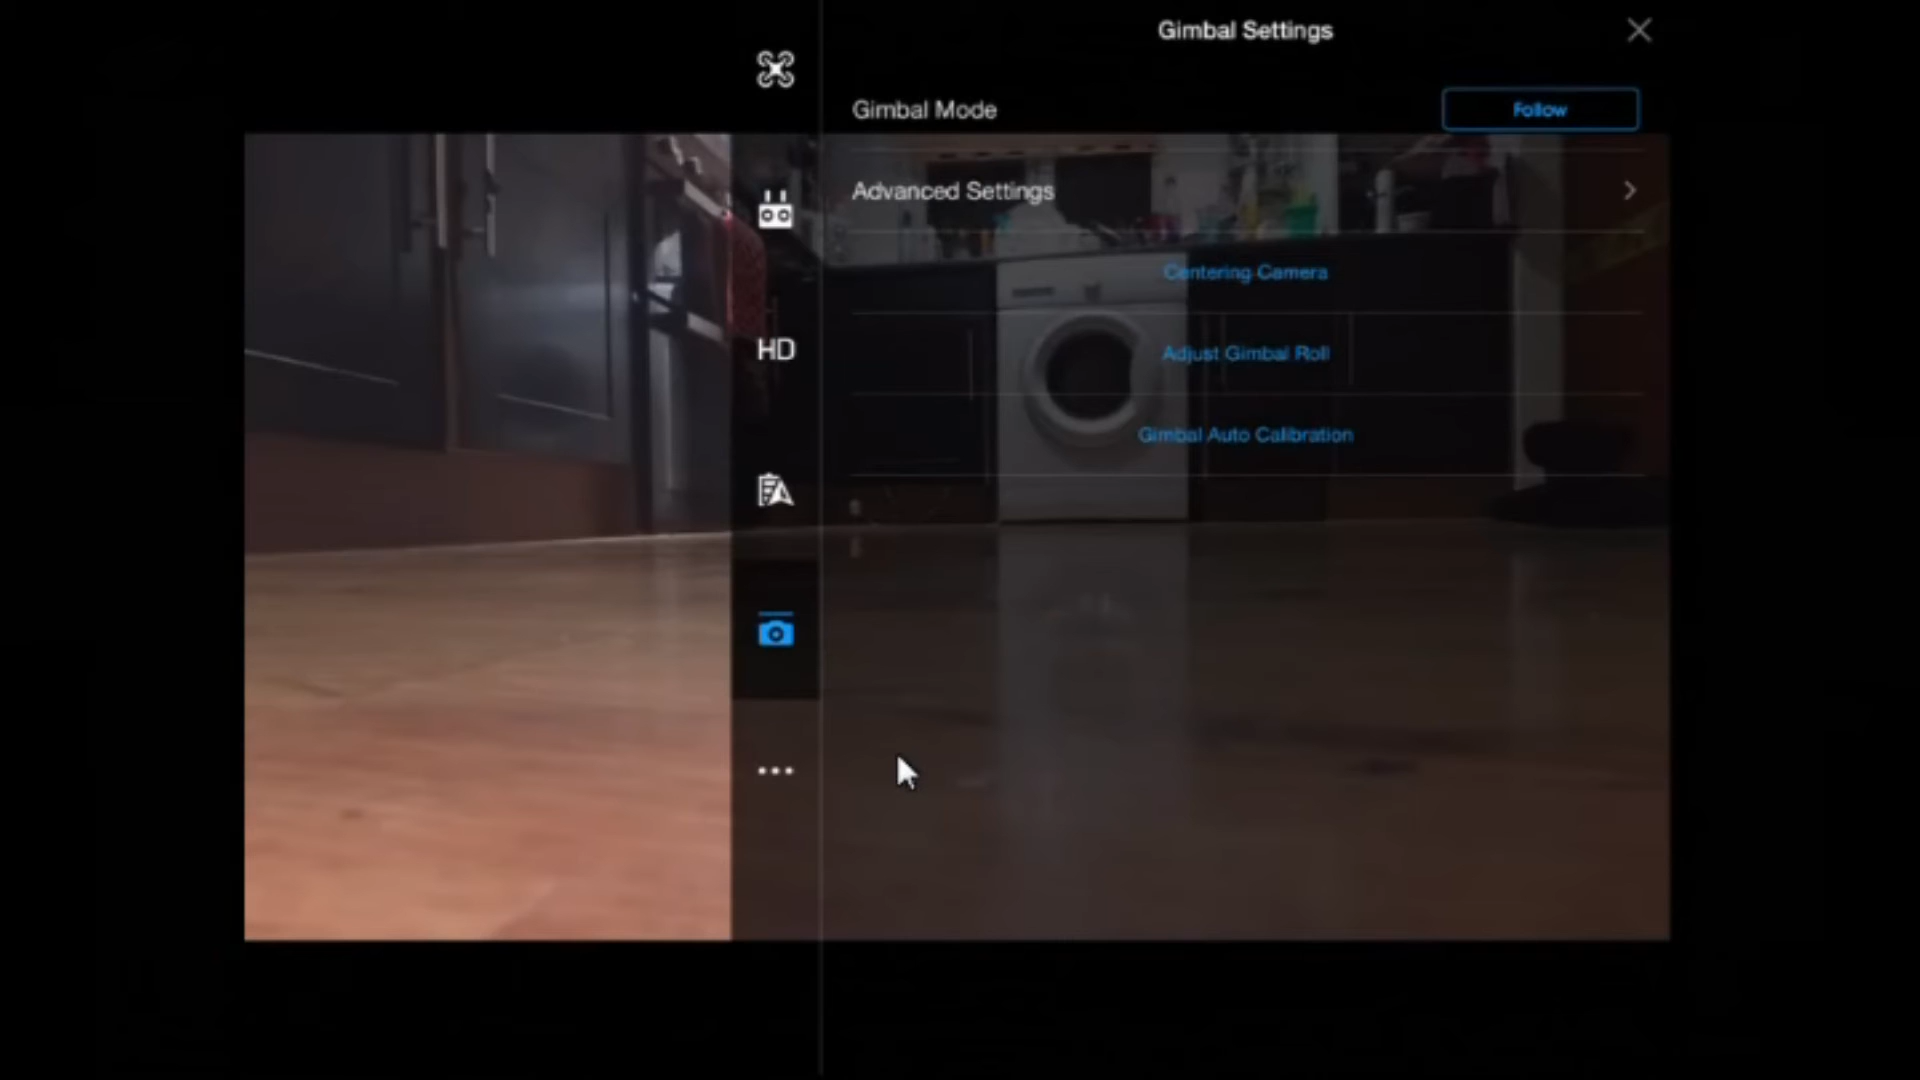 Gimbal Settings
Gimbal Mode
Follow
Advanced Settings
Centering Camera
Adjust Gimbal Roll
Gimbal Auto Calibration
HD